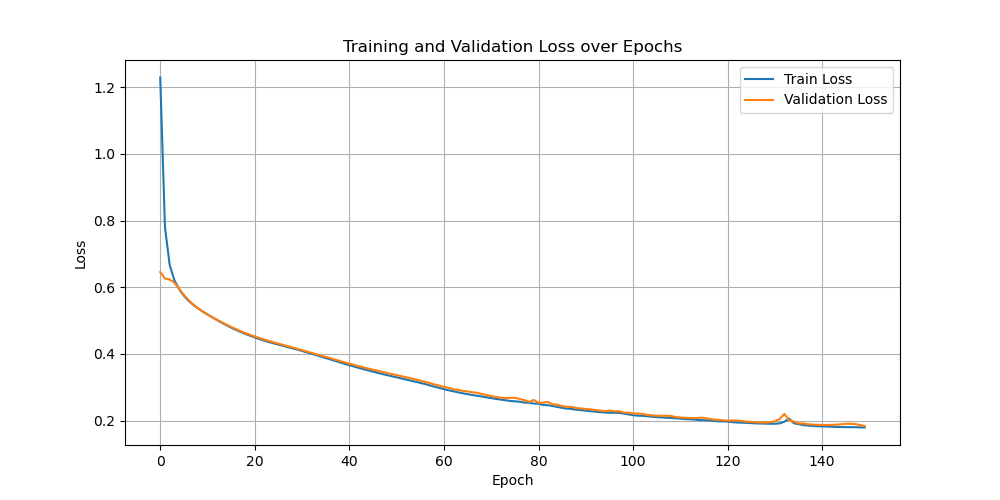 Training and Validation Loss over Epochs
Train Loss
Validation Loss
1.2
1.0
0.8
0.6
0.4
0.2
Loss
0 20 40 60 80 100 120 140
Epoch